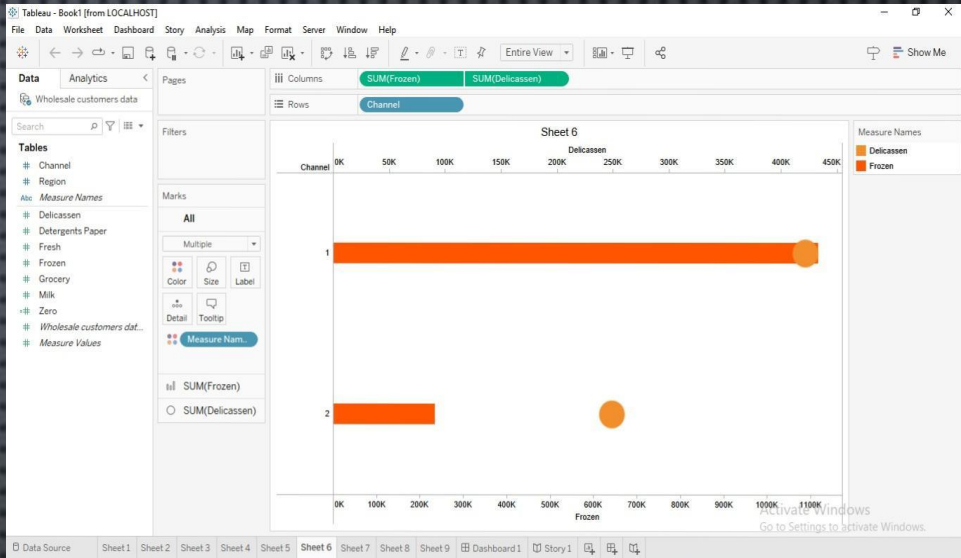 Tableau - Book1 [from LOCALHOST]
File Data Worksheet Dashboard Story Analysis Map Format Server Window Help
Entire View
Show Me
Data Analytics
Wholesale customers data
Search
Tables
# Channel
# Region
Abc Measure Names
# Delicassen
# Detergents Paper
# Fresh
# Frozen
# Grocery
# Milk
# Zero
# Wholesale customers dat...
# Measure Values
Pages
Filters
Marks
All
Multiple
Color Size Label
Detail Tooltip
Measure Nam..
SUM(Frozen)
SUM(Delicassen)
Columns SUM(Frozen) SUM(Delicassen)
Rows Channel
Sheet 6
Delicassen
Channel 0K 50K 100K 150K 200K 250K 300K 350K 400K 450K
1
2
0K 100K 200K 300K 400K 500K 600K 700K 800K 900K 1000K 1100K
Frozen
Measure Names
Delicassen
Frozen
Activate Windows
Go to Settings to activate Windows.
Data Source Sheet 1 Sheet 2 Sheet 3 Sheet 4 Sheet 5 Sheet 6 Sheet 7 Sheet 8 Sheet 9 Dashboard 1 Story 1